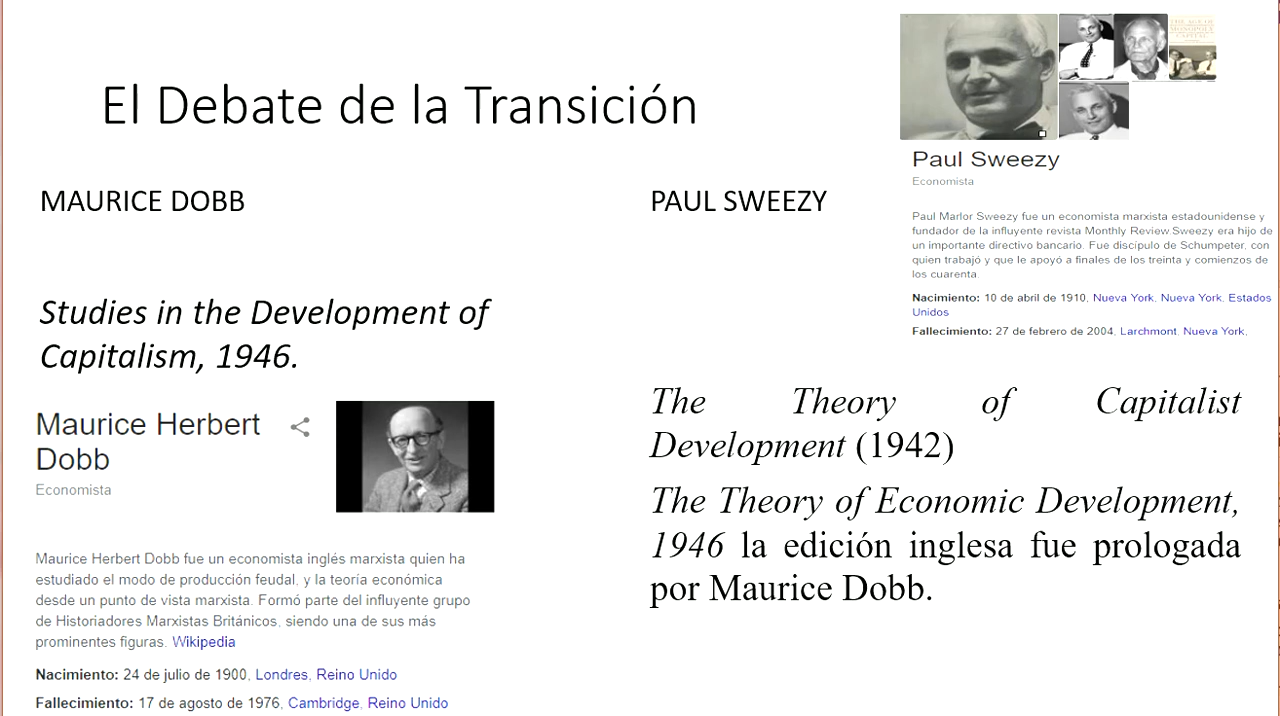 El Debate de la Transición
MAURICE DOBB
Studies in the Development of
Capitalism, 1946.
Maurice Herbert
Dobb
Economista
Maurice Herbert Dobb fue un economista inglés marxista quien ha
estudiado el modo de producción feudal, y la teoría económica
desde un punto de vista marxista. Formó parte del influyente grupo
de Historiadores Marxistas Británicos, siendo una de sus más
prominentes figuras. Wikipedia
Nacimiento: 24 de julio de 1900, Londres, Reino Unido
Fallecimiento: 17 de agosto de 1976, Cambridge, Reino Unido
PAUL SWEEZY
Paul Sweezy
Economista
Paul Marlor Sweezy fue un economista marxista estadounidense y
fundador de la influyente revista Monthly Review.Sweezy era hijo de
un importante directivo bancario. Fue discípulo de Schumpeter, con
quien trabajó y que le apoyó a finales de los treinta y comienzos de
los cuarenta.
Nacimiento: 10 de abril de 1910, Nueva York, Nueva York, Estados
Unidos
Fallecimiento: 27 de febrero de 2004, Larchmont, Nueva York,
The Theory of Capitalist
Development (1942)
The Theory of Economic Development,
1946 la edición inglesa fue prologada
por Maurice Dobb.